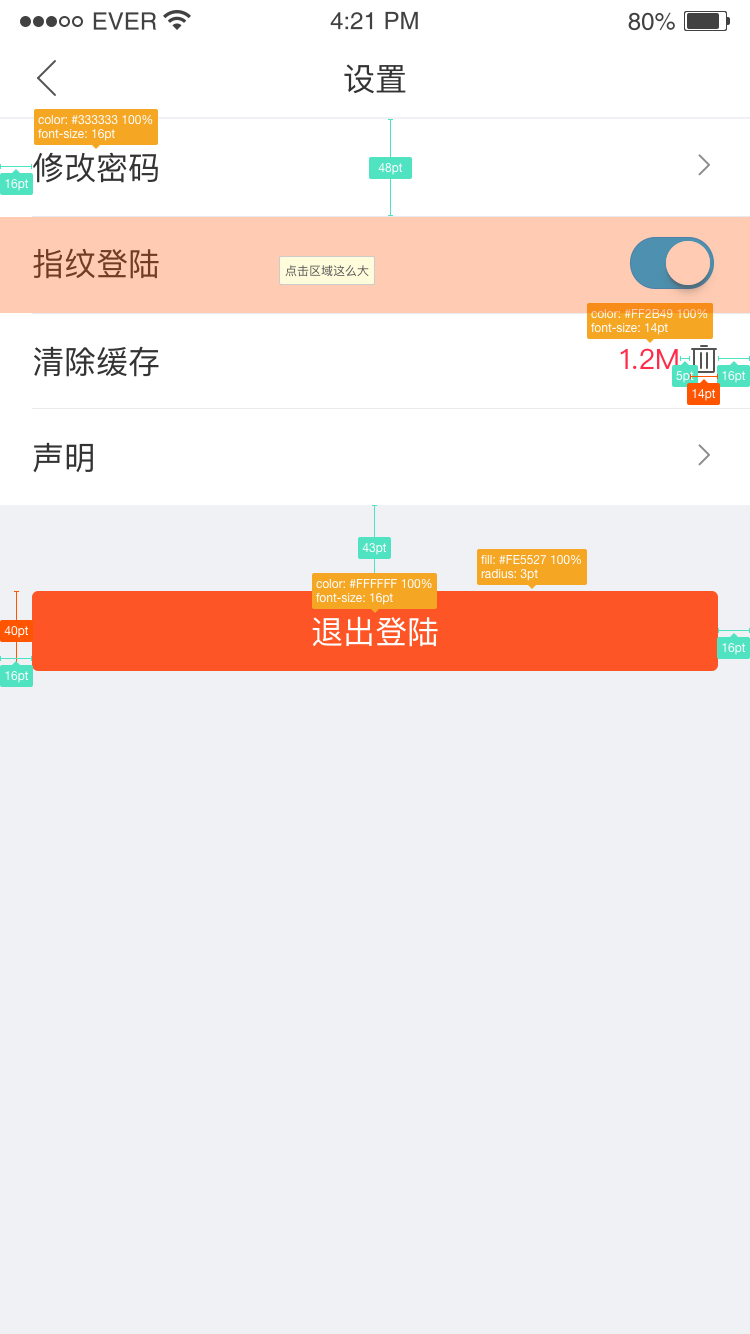 EVER 4:21 PM 80%
设置
color: #333333 100%
font-size: 16pt
修改密码
16pt
48pt
指纹登陆
点击区域这么大
color: #FF2B49 100%
font-size: 14pt
清除缓存
1.2M
5pt
16pt
14pt
声明
43pt
fill: #FE5527 100%
radius: 3pt
color: #FFFFFF 100%
font-size: 16pt
40pt
退出登陆
16pt
16pt